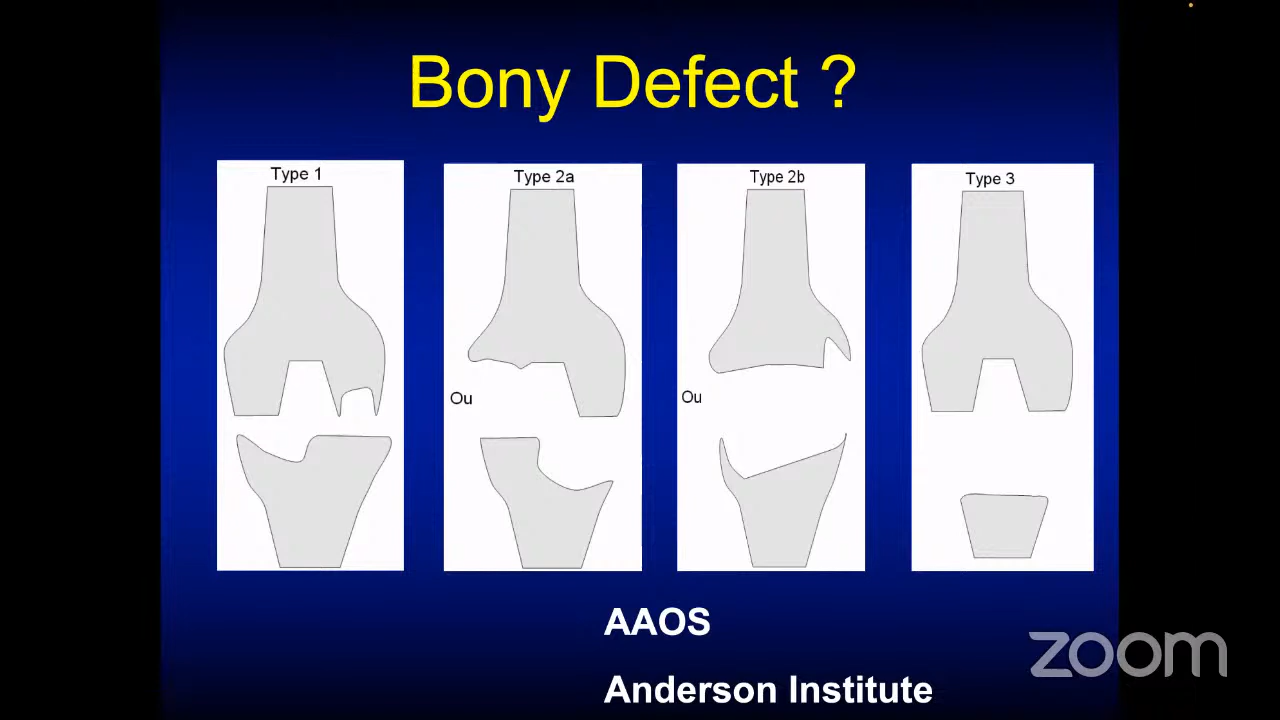 Bony Defect ?
Type 1
Type 2a
Type 2b
Type 3
Ou
Ou
AAOS
Anderson Institute
zoom